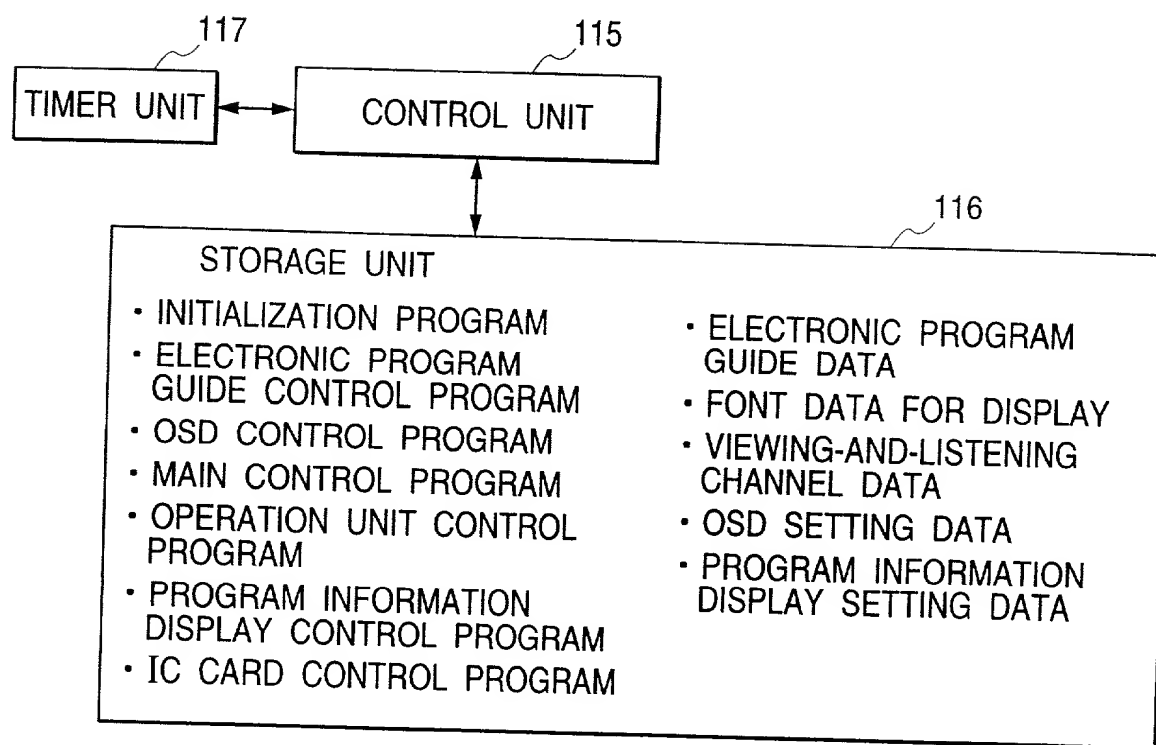 117
115
TIMER UNIT
CONTROL UNIT
116
STORAGE UNIT
· INITIALIZATION PROGRAM
· ELECTRONIC PROGRAM
GUIDE CONTROL PROGRAM
· OSD CONTROL PROGRAM
· MAIN CONTROL PROGRAM
· OPERATION UNIT CONTROL
PROGRAM
· PROGRAM INFORMATION
DISPLAY CONTROL PROGRAM
· IC CARD CONTROL PROGRAM
· ELECTRONIC PROGRAM
GUIDE DATA
· FONT DATA FOR DISPLAY
· VIEWING-AND-LISTENING
CHANNEL DATA
· OSD SETTING DATA
· PROGRAM INFORMATION
DISPLAY SETTING DATA